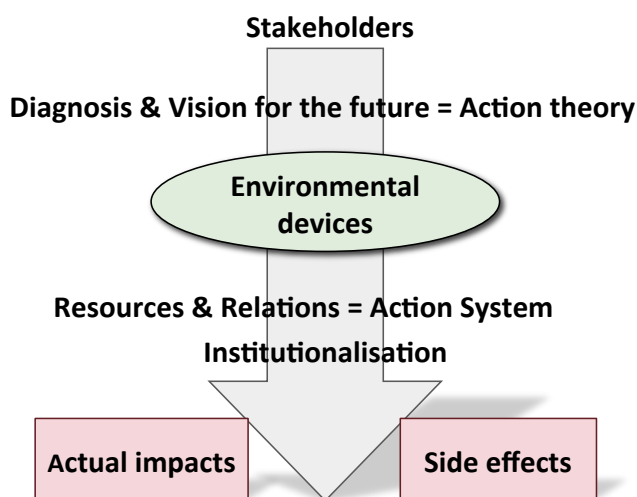 Stakeholders
Diagnosis & Vision for the future = Action theory
Environmental
devices
Resources & Relations = Action System
Institutionalisation
Actual impacts
Side effects